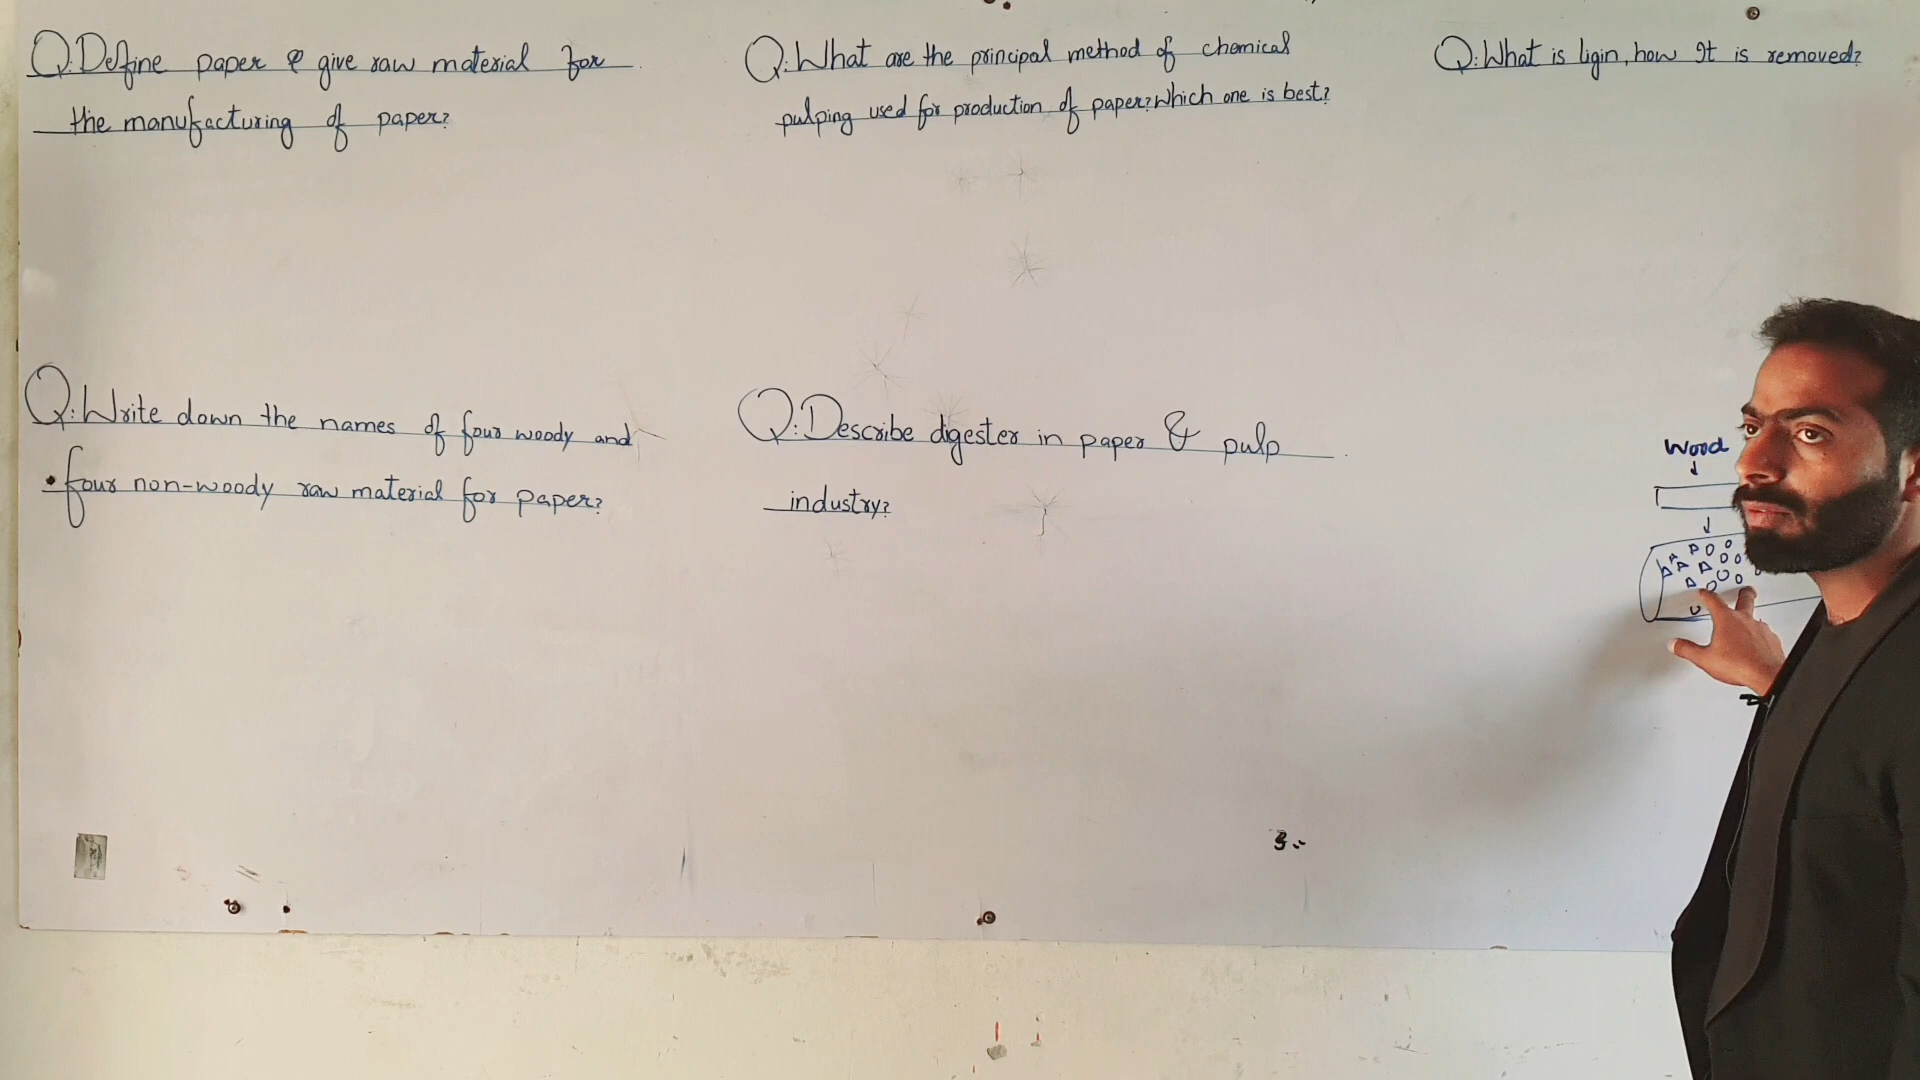 Q:Define paper & give raw material for
the manufacturing of paper?
Q:What are the principal method of chemical
pulping used for production of paper?Which one is best?
Q:What is ligin, how It is removed?
Q:Write down the names of four woody and
four non-woody raw material for paper?
Q:Describe digester in paper & pulp
industry?
Wood